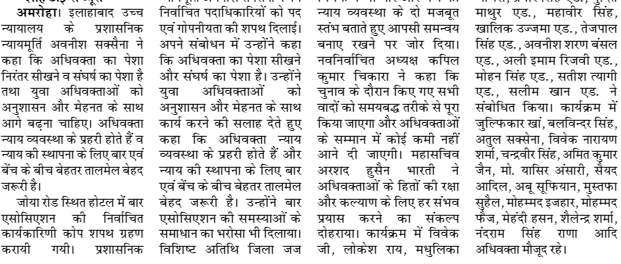 अमरोहा। इलाहाबाद उच्च
न्यायालय के प्रशासनिक
न्यायमूर्ति अवनीश सक्सैना ने
कहा कि अधिवक्ता का पेशा
निरंतर सीखने व संघर्ष का पेशा है
तथा युवा अधिवक्ताओं को
अनुशासन और मेहनत के साथ
आगे बढ़ना चाहिए। अधिवक्ता
न्याय व्यवस्था के प्रहरी होते हैं व
न्याय की स्थापना के लिए बार एवं
बेंच के बीच बेहतर तालमेल बेहद
जरूरी है।
जोया रोड स्थित होटल में बार
एसोसिएशन की निर्वाचित
कार्यकारिणी कोप शपथ ग्रहण
करायी गयी। प्रशासनिक
निर्वाचित पदाधिकारियों को पद
एवं गोपनीयता की शपथ दिलाई।
अपने संबोधन में उन्होंने कहा
कि अधिवक्ता का पेशा सीखने
और संघर्ष का पेशा है। उन्होंने
युवा अधिवक्ताओं को
अनुशासन और मेहनत के साथ
कार्य करने की सलाह देते हुए
कहा कि अधिवक्ता न्याय
व्यवस्था के प्रहरी होते हैं और
न्याय की स्थापना के लिए बार
एवं बेंच के बीच बेहतर तालमेल
बेहद जरूरी है। उन्होंने बार
एसोसिएशन की समस्याओं के
समाधान का भरोसा भी दिलाया।
विशिष्ट अतिथि जिला जज
न्याय व्यवस्था के दो मजबूत
स्तंभ बताते हुए आपसी समन्वय
बनाए रखने पर जोर दिया।
नवनिर्वाचित अध्यक्ष कपिल
कुमार चिकारा ने कहा कि
चुनाव के दौरान किए गए सभी
वादों को समयबद्ध तरीके से पूरा
किया जाएगा और अधिवक्ताओं
के सम्मान में कोई कमी नहीं
आने दी जाएगी। महासचिव
अरशद हुसैन भारती ने
अधिवक्ताओं के हितों की रक्षा
और कल्याण के लिए हर संभव
प्रयास करने का संकल्प
दोहराया। कार्यक्रम में विवेक
जी, लोकेश राय, मधुलिका
माथुर एड., महावीर सिंह,
खालिक उज्जमा एड., तेजपाल
सिंह एड., अवनीश शरण बंसल
एड., अली इमाम रिजवी एड.,
मोहन सिंह एड., सतीश त्यागी
एड., सलीम खान एड. ने
संबोधित किया। कार्यक्रम में
जुल्फिकार खां, बलविन्दर सिंह,
अतुल सक्सेना, विवेक नारायण
शर्मा, चन्द्रवीर सिंह, अमित कुमार
जैन, मो. यासिर अंसारी, सैयद
आदिल, अबू सूफियान, मुस्तफा
सुहैल, मोहम्मद इजहार, मोहम्मद
फैज, मेहंदी हसन, शैलेन्द्र शर्मा,
नंदराम सिंह राणा आदि
अधिवक्ता मौजूद रहे।